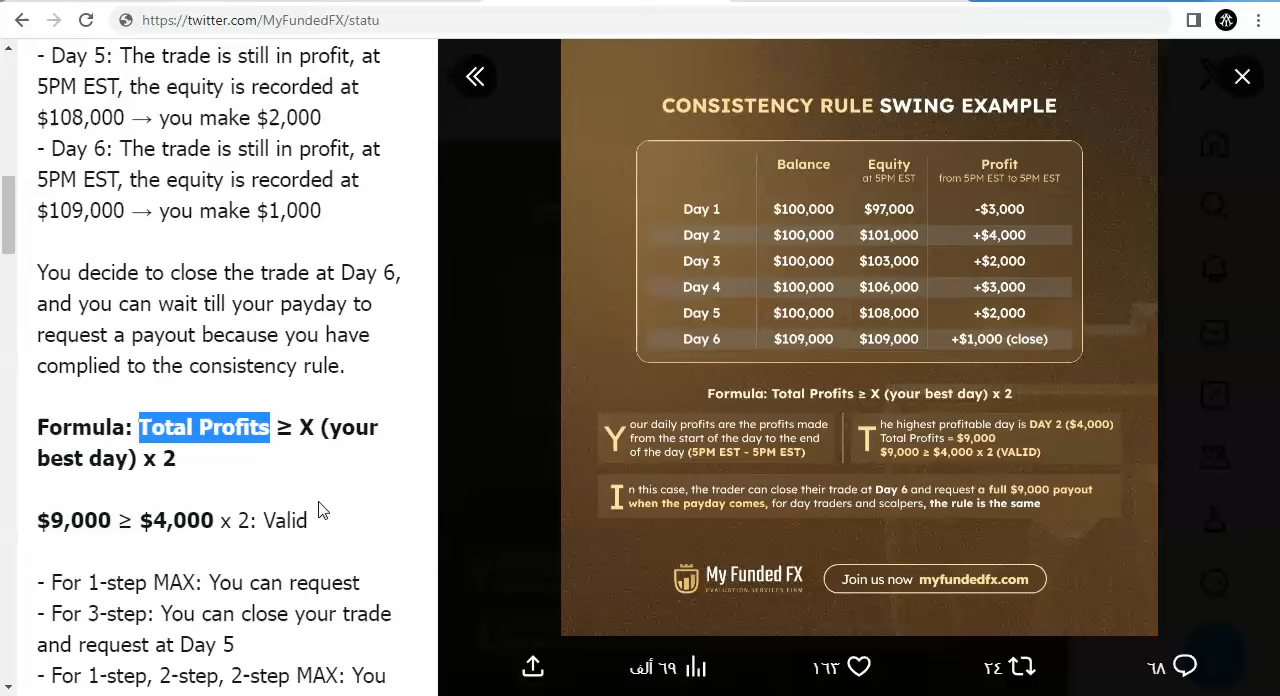 https://twitter.com/MyFundedFX/statu
- Day 5: The trade is still in profit, at
5PM EST, the equity is recorded at
$108,000 → you make $2,000
- Day 6: The trade is still in profit, at
5PM EST, the equity is recorded at
$109,000 → you make $1,000
You decide to close the trade at Day 6,
and you can wait till your payday to
request a payout because you have
complied to the consistency rule.
Formula: Total Profits ≥ X (your
best day) x 2
$9,000 ≥ $4,000 x 2: Valid
- For 1-step MAX: You can request
- For 3-step: You can close your trade
and request at Day 5
- For 1-step, 2-step, 2-step MAX: You
CONSISTENCY RULE SWING EXAMPLE
Balance Equity Profit
at 5PM EST from 5PM EST to 5PM EST
Day 1 $100,000 $97,000 -$3,000
Day 2 $100,000 $101,000 +$4,000
Day 3 $100,000 $103,000 +$2,000
Day 4 $100,000 $106,000 +$3,000
Day 5 $100,000 $108,000 +$2,000
Day 6 $109,000 $109,000 +$1,000 (close)
Formula: Total Profits ≥ X (your best day) x 2
Your daily profits are the profits made
from the start of the day to the end
of the day (5PM EST - 5PM EST)
The highest profitable day is DAY 2 ($4,000)
Total Profits = $9,000
$9,000 ≥ $4,000 x 2 (VALID)
In this case, the trader can close their trade at Day 6 and request a full $9,000 payout
when the payday comes, for day traders and scalpers, the rule is the same
My Funded FX
EVALUATION SERVICES FIRM
Join us now myfundedfx.com
٦٩ ألف ١٦٣ ٢٤ ٦٨